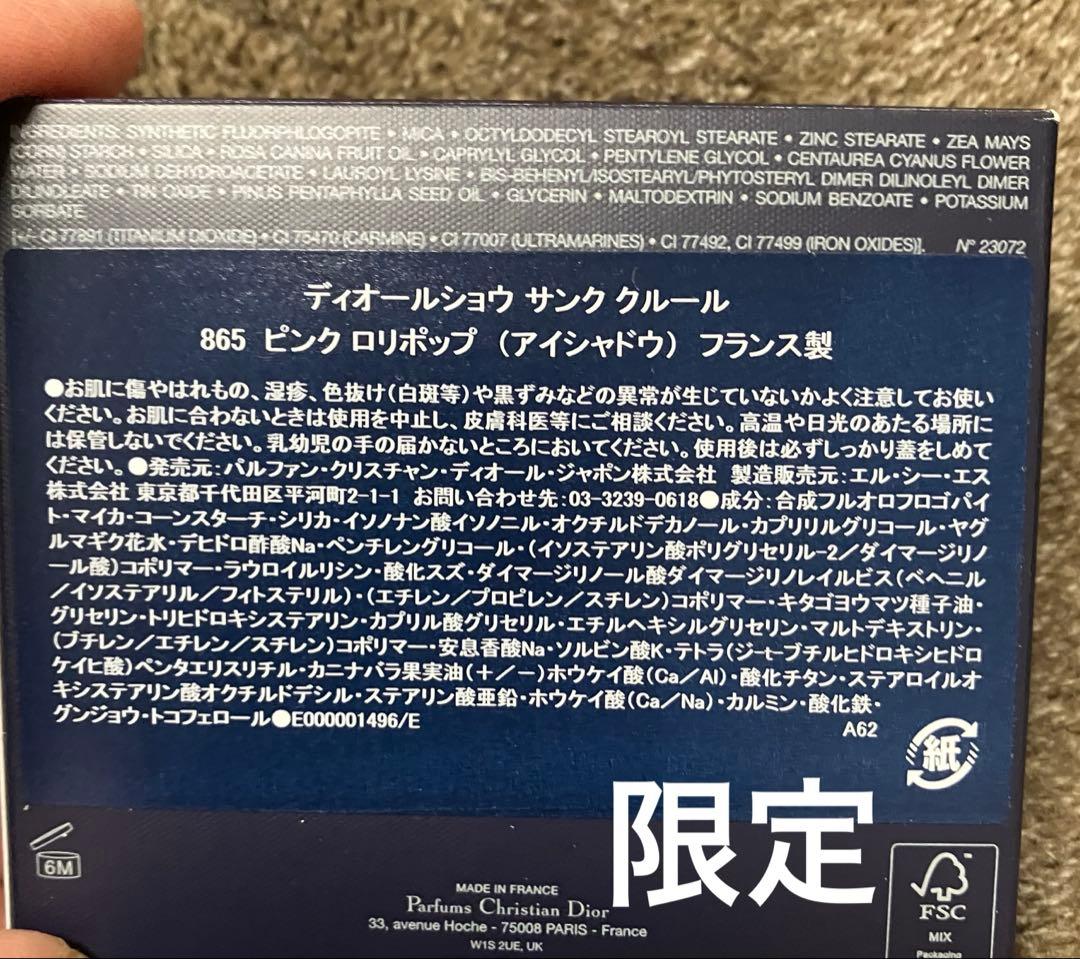 INGREDIENTS: SYNTHETIC FLUORPHLOGOPITE • MICA • OCTYLDODECYL STEAROYL STEARATE • ZINC STEARATE • ZEA MAYS
(CORN) STARCH • SILICA • ROSA CANINA FRUIT OIL • CAPRYLYL GLYCOL • PENTYLENE GLYCOL • CENTAUREA CYANUS FLOWER
WATER • SODIUM DEHYDROACETATE • LAUROYL LYSINE • BIS-BEHENYL/ISOSTEARYL/PHYTOSTERYL DIMER DILINOLEYL DIMER
DILINOLEATE • TIN OXIDE • PINUS PENTAPHYLLA SEED OIL • GLYCERIN • MALTODEXTRIN • SODIUM BENZOATE • POTASSIUM
SORBATE
[+/- CI 77891 (TITANIUM DIOXIDE) • CI 75470 (CARMINE) • CI 77007 (ULTRAMARINES) • CI 77492, CI 77499 (IRON OXIDES)]. N° 23072
ディオールショウ サンク クルール
865 ピンク ロリポップ (アイシャドウ) フランス製
●お肌に傷やはれもの、湿疹、色抜け(白斑等)や黒ずみなどの異常が生じていないかよく注意してお使い
ください。お肌に合わないときは使用を中止し、皮膚科医等にご相談ください。高温や日光のあたる場所に
は保管しないでください。乳幼児の手の届かないところにおいてください。使用後は必ずしっかり蓋をしめて
ください。●発売元:パルファン・クリスチャン・ディオール・ジャポン株式会社 製造販売元:エル・シー・エス
株式会社 東京都千代田区平河町2-1-1 お問い合わせ先:03-3239-0618●成分:合成フルオロフロゴパイ
ト・マイカ・コーンスターチ・シリカ・イソノナン酸イソノニル・オクチルドデカノール・カプリリルグリコール・ヤグ
ルマギク花水・デヒドロ酢酸Na・ペンチレングリコール・(イソステアリン酸ポリグリセリル-2/ダイマージリノ
ール酸)コポリマー・ラウロイルリシン・酸化スズ・ダイマージリノール酸ダイマージリノレイルビス(ベヘニル
/イソステアリル/フィトステリル)・(エチレン/プロピレン/スチレン)コポリマー・キタゴヨウマツ種子油・
グリセリン・トリヒドロキシステアリン・カプリル酸グリセリル・エチルヘキシルグリセリン・マルトデキストリン・
(ブチレン/エチレン/スチレン)コポリマー・安息香酸Na・ソルビン酸K・テトラ(ジ-t-ブチルヒドロキシヒドロ
ケイヒ酸)ペンタエリスリチル・カニナバラ果実油(+/-)ホウケイ酸(Ca/Al)・酸化チタン・ステアロイルオ
キシステアリン酸オクチルドデシル・ステアリン酸亜鉛・ホウケイ酸(Ca/Na)・カルミン・酸化鉄・
グンジョウ・トコフェロール●E000001496/E
A62
紙
限定
6M
MADE IN FRANCE
Parfums Christian Dior
33, avenue Hoche - 75008 PARIS - France
W1S 2UE, UK
FSC
MIX
Packaging